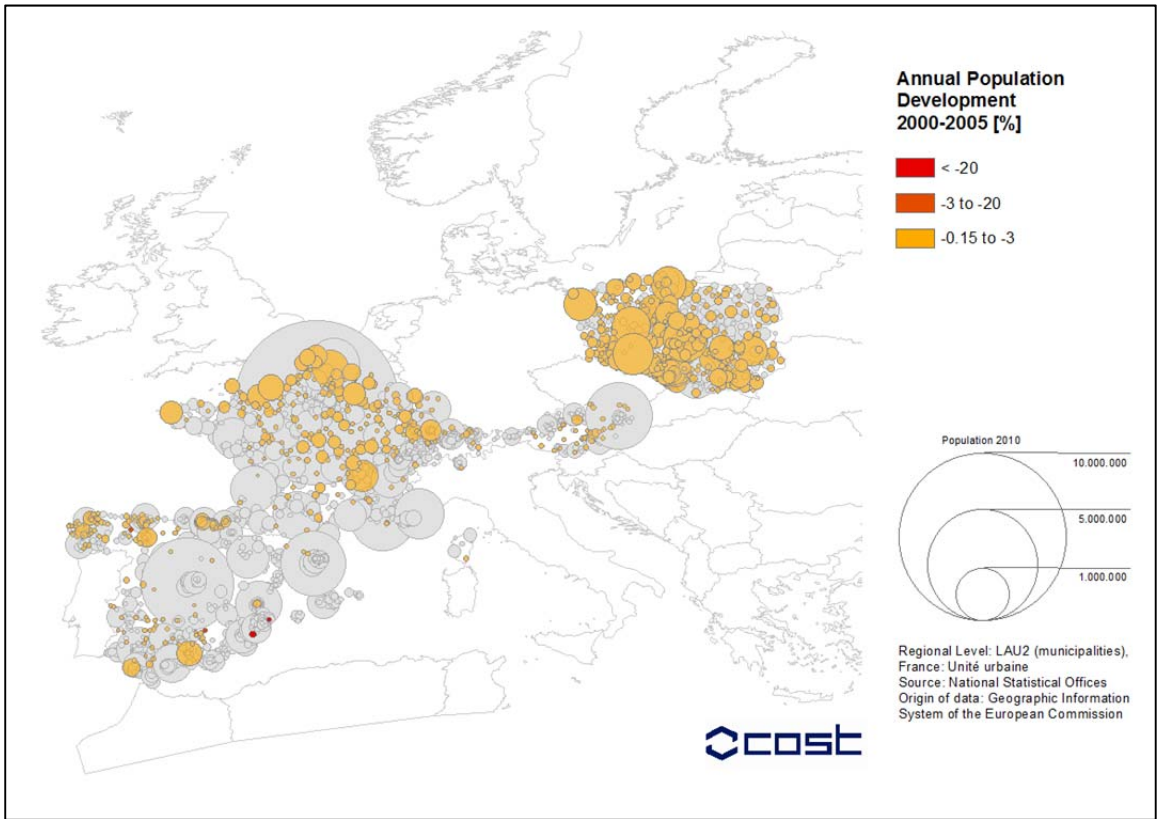 Annual Population
Development
2000-2005 [%]
< -20
-3 to -20
-0.15 to -3
Population 2010
10.000.000
5.000.000
1.000.000
Regional Level: LAU2 (municipalities),
France: Unité urbaine
Source: National Statistical Offices
Origin of data: Geographic Information
System of the European Commission
cost